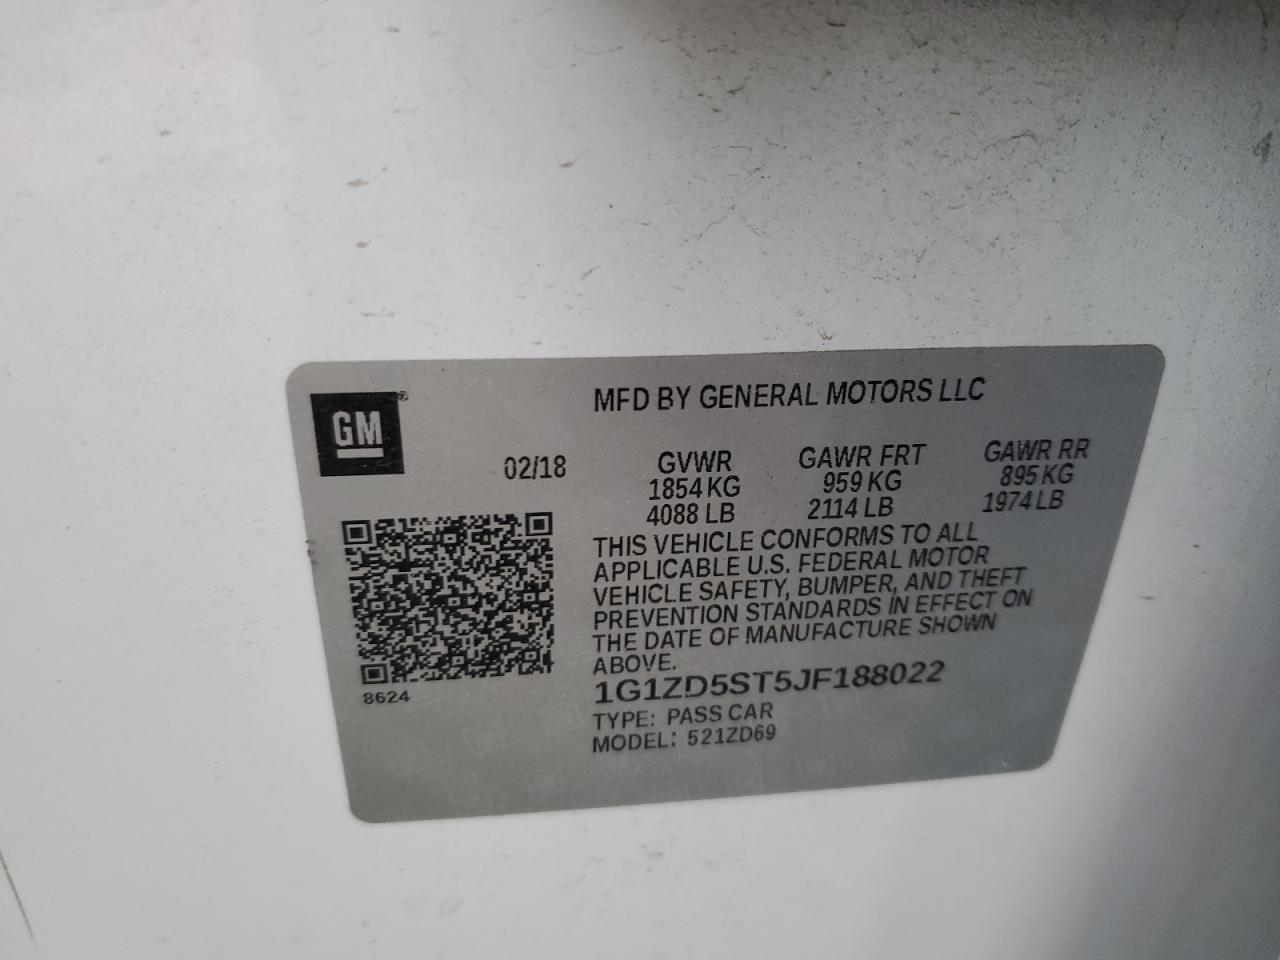 GM®
MFD BY GENERAL MOTORS LLC
02/18
GVWR GAWR FRT GAWR RR
1854 KG 959 KG 895 KG
4088 LB 2114 LB 1974 LB
THIS VEHICLE CONFORMS TO ALL
APPLICABLE U.S. FEDERAL MOTOR
VEHICLE SAFETY, BUMPER, AND THEFT
PREVENTION STANDARDS IN EFFECT ON
THE DATE OF MANUFACTURE SHOWN
ABOVE.
8624
1G1ZD5ST5JF188022
TYPE: PASS CAR
MODEL: 521ZD69